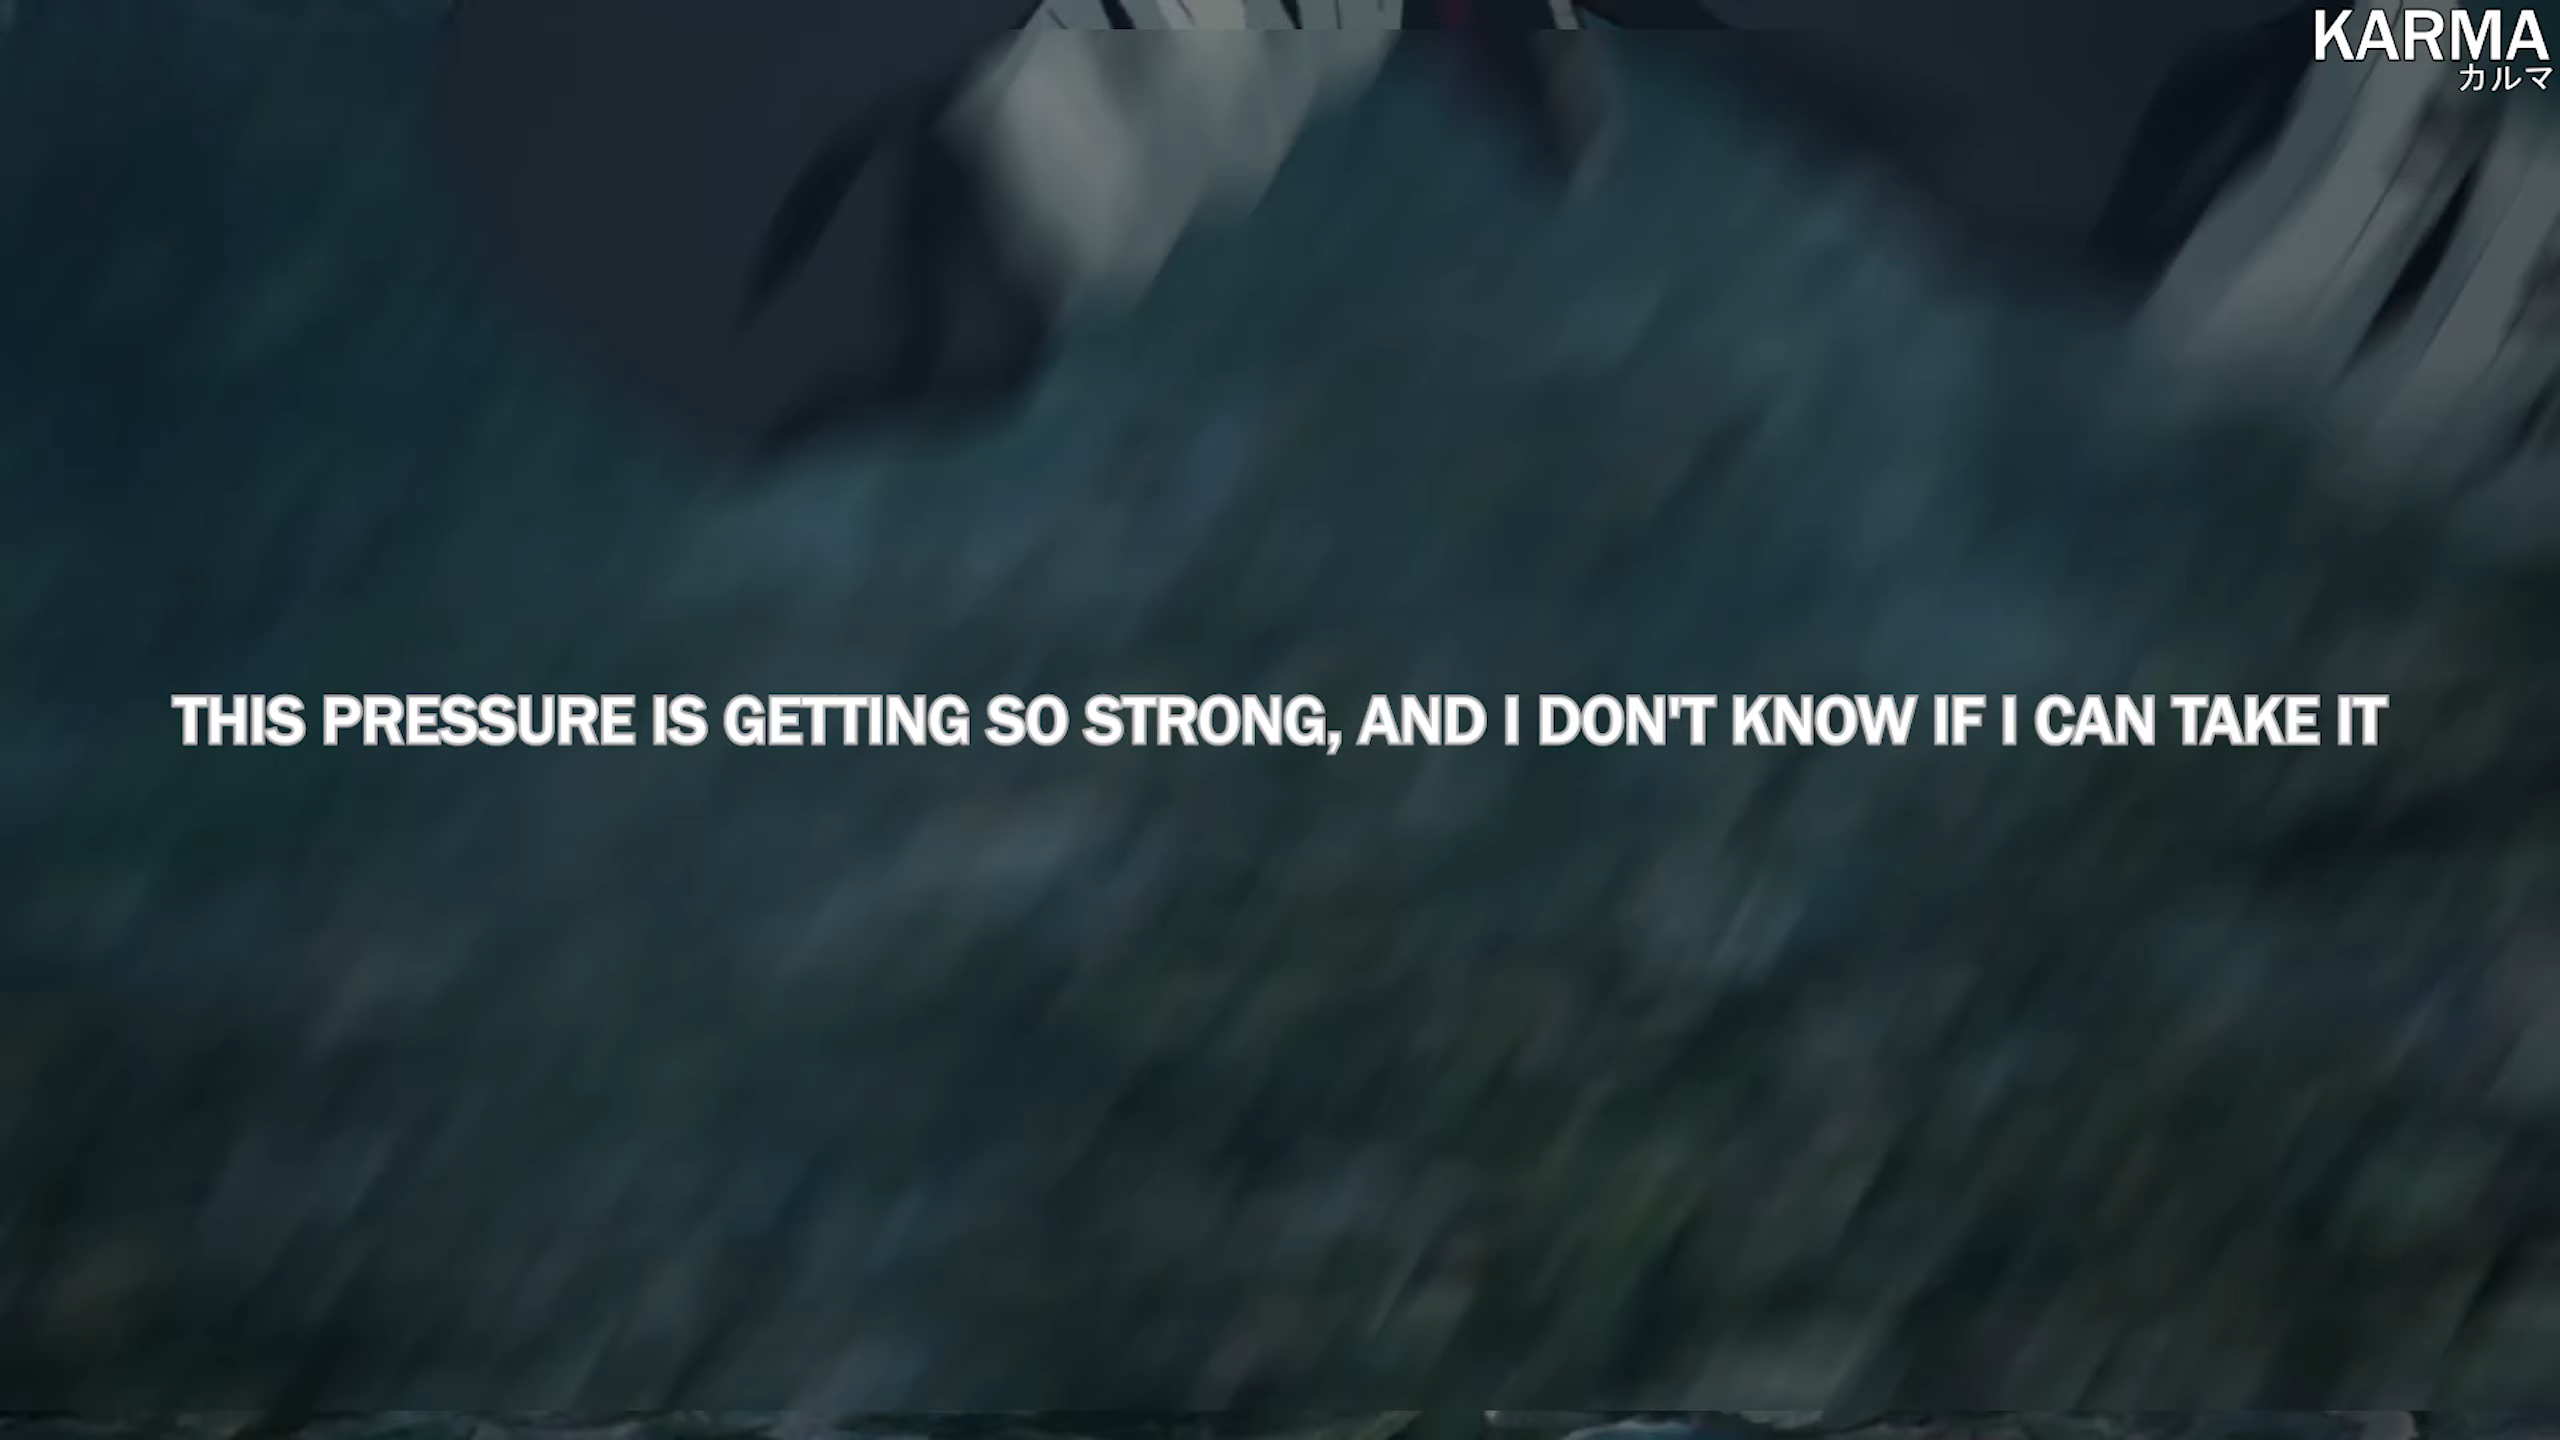 KARMA
カルマ
THIS PRESSURE IS GETTING SO STRONG, AND I DON'T KNOW IF I CAN TAKE IT